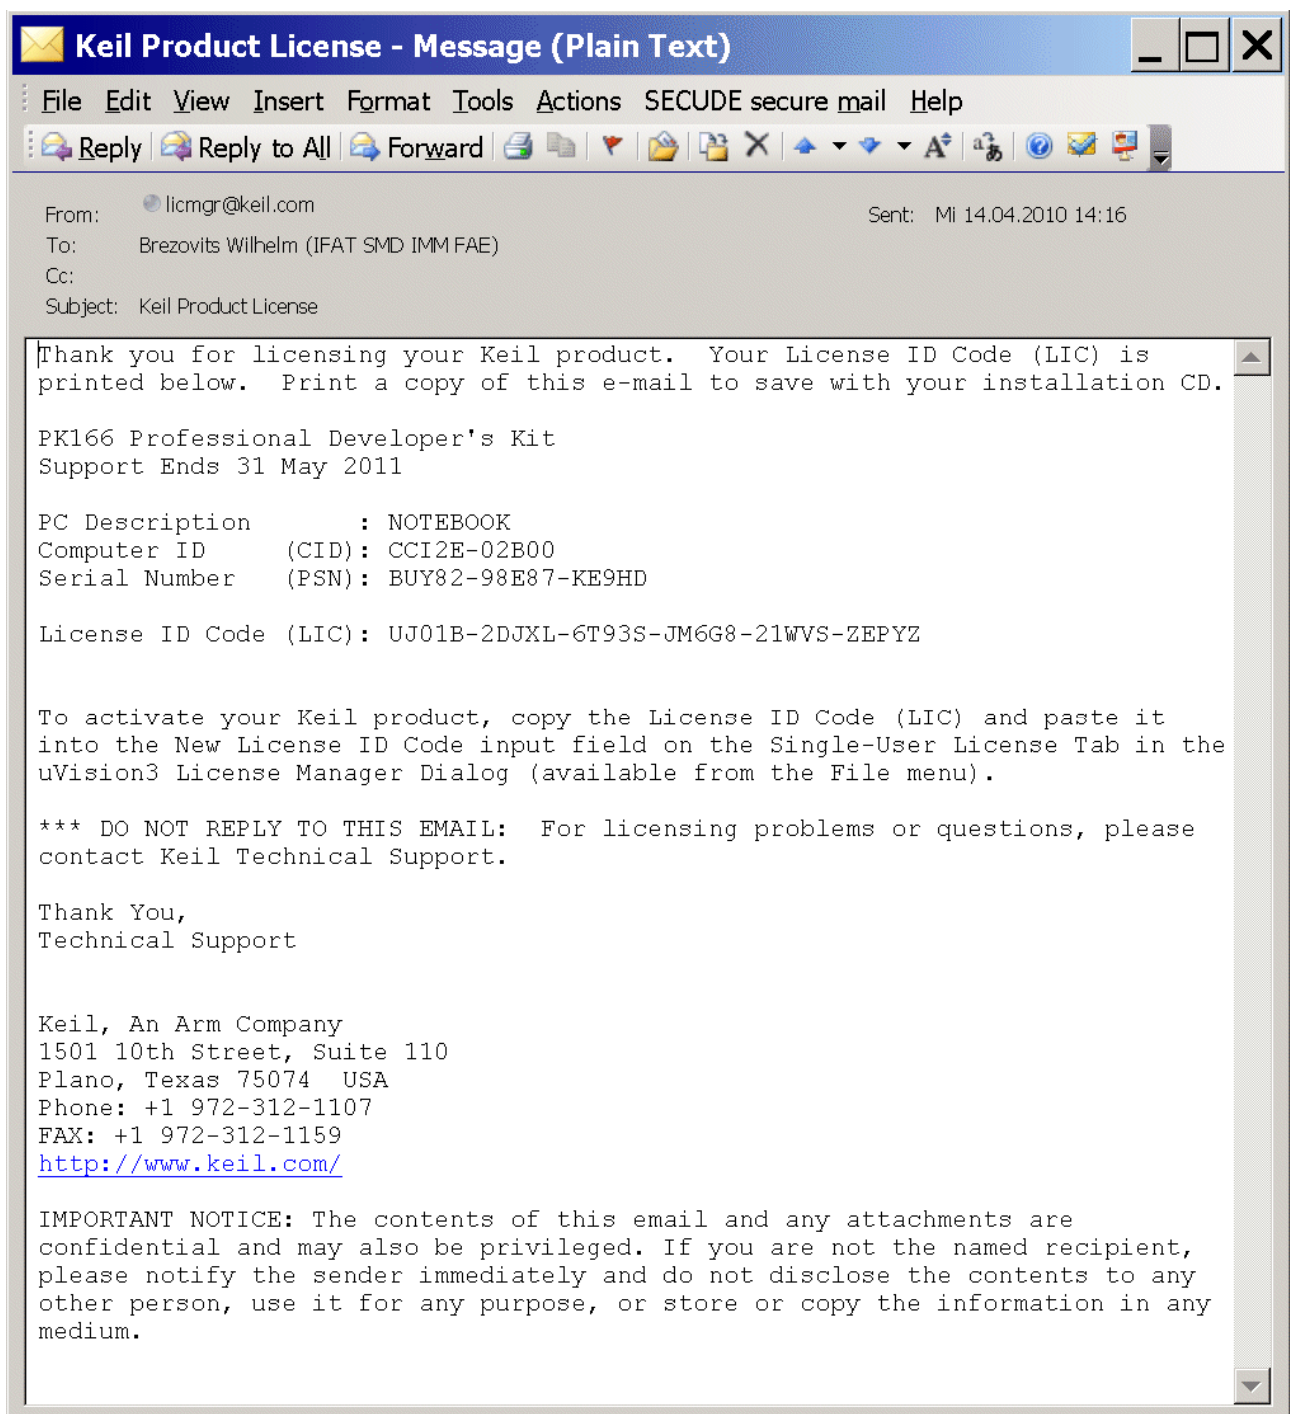 Keil Product License - Message (Plain Text)
File Edit View Insert Format Tools Actions SECUDE secure mail Help
Reply Reply to All Forward
From: licmgr@keil.com Sent: Mi 14.04.2010 14:16
To: Brezovits Wilhelm (IFAT SMD IMM FAE)
Cc:
Subject: Keil Product License
Thank you for licensing your Keil product.  Your License ID Code (LIC) is
printed below.  Print a copy of this e-mail to save with your installation CD.
PK166 Professional Developer's Kit
Support Ends 31 May 2011
PC Description       : NOTEBOOK
Computer ID     (CID): CCI2E-02B00
Serial Number   (PSN): BUY82-98E87-KE9HD
License ID Code (LIC): UJ01B-2DJXL-6T93S-JM6G8-21WVS-ZEPYZ
To activate your Keil product, copy the License ID Code (LIC) and paste it
into the New License ID Code input field on the Single-User License Tab in the
uVision3 License Manager Dialog (available from the File menu).
*** DO NOT REPLY TO THIS EMAIL:  For licensing problems or questions, please
contact Keil Technical Support.
Thank You,
Technical Support
Keil, An Arm Company
1501 10th Street, Suite 110
Plano, Texas 75074  USA
Phone: +1 972-312-1107
FAX: +1 972-312-1159
http://www.keil.com/
IMPORTANT NOTICE: The contents of this email and any attachments are
confidential and may also be privileged. If you are not the named recipient,
please notify the sender immediately and do not disclose the contents to any
other person, use it for any purpose, or store or copy the information in any
medium.